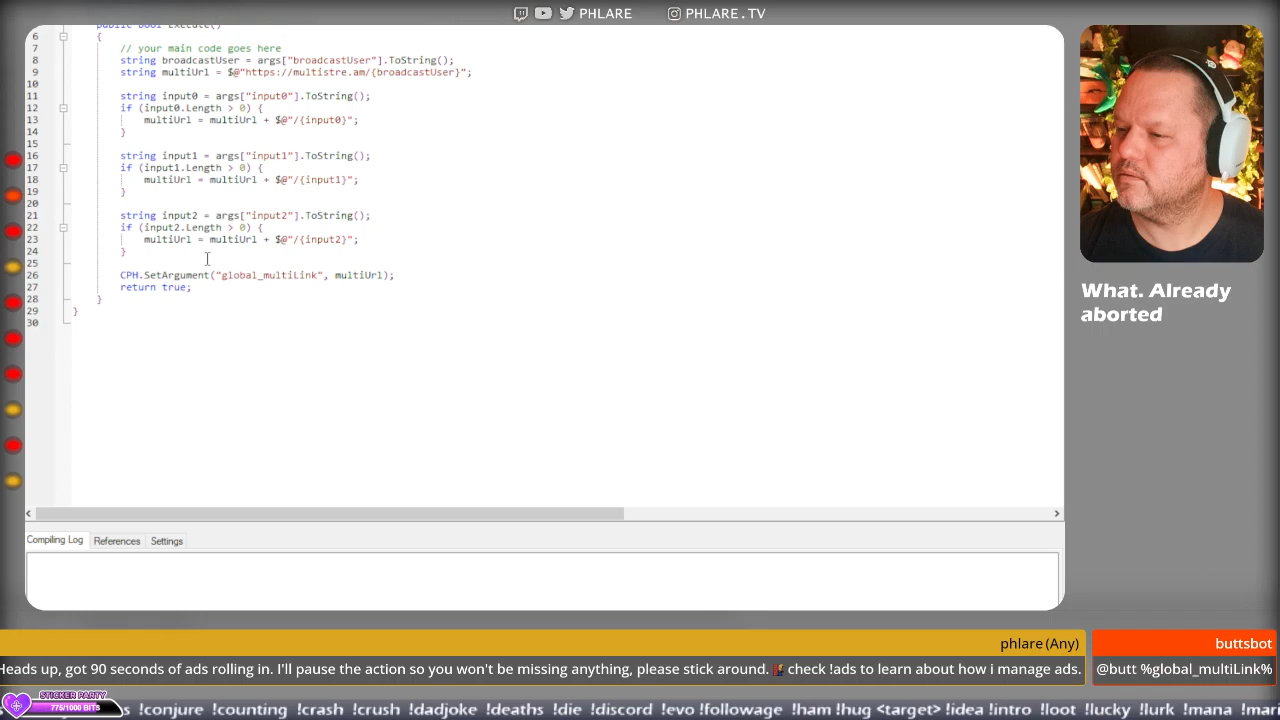 PHLARE PHLARE.TV
6 public bool Execute()
7 {
// your main code goes here
8 string broadcastUser = args["broadcastUser"].ToString();
9 string multiUrl = $@"https://multistre.am/{broadcastUser}";
10
11 string input0 = args["input0"].ToString();
12 if (input0.Length > 0) {
13 multiUrl = multiUrl + $@"/{input0}";
14 }
15
16 string input1 = args["input1"].ToString();
17 if (input1.Length > 0) {
18 multiUrl = multiUrl + $@"/{input1}";
19 }
20
21 string input2 = args["input2"].ToString();
22 if (input2.Length > 0) {
23 multiUrl = multiUrl + $@"/{input2}";
24 }
25
26 CPH.SetArgument("global_multiLink", multiUrl);
27 return true;
28 }
29 }
30
What. Already
aborted
Compiling Log References Settings
phlare (Any) buttsbot
Heads up, got 90 seconds of ads rolling in. I'll pause the action so you won't be missing anything, please stick around. check !ads to learn about how i manage ads. @butt %global_multiLink%
STICKER PARTY
775/1000 BITS
!conjure !counting !crash !crush !dadjoke !deaths !die !discord !evo !followage !ham !hug <target> !idea !intro !loot !lucky !lurk !mana